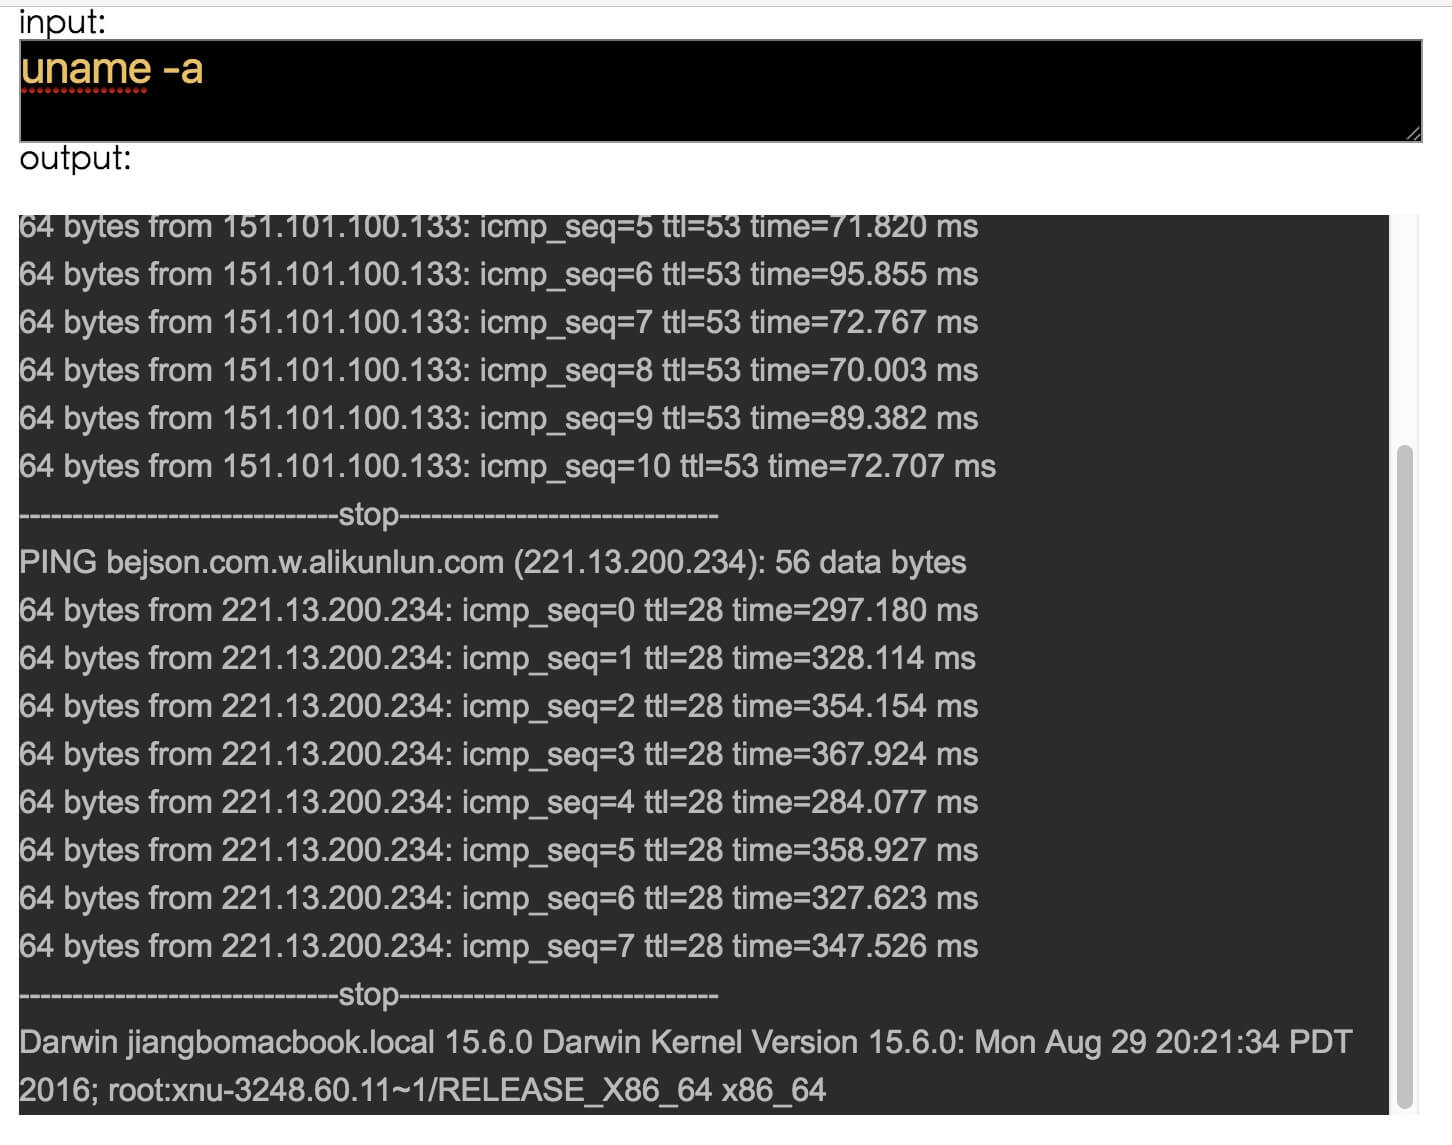 input:
uname -a
output:
64 bytes from 151.101.100.133: icmp_seq=5 ttl=53 time=71.820 ms
64 bytes from 151.101.100.133: icmp_seq=6 ttl=53 time=95.855 ms
64 bytes from 151.101.100.133: icmp_seq=7 ttl=53 time=72.767 ms
64 bytes from 151.101.100.133: icmp_seq=8 ttl=53 time=70.003 ms
64 bytes from 151.101.100.133: icmp_seq=9 ttl=53 time=89.382 ms
64 bytes from 151.101.100.133: icmp_seq=10 ttl=53 time=72.707 ms
------------------------------stop------------------------------
PING bejson.com.w.alikunlun.com (221.13.200.234): 56 data bytes
64 bytes from 221.13.200.234: icmp_seq=0 ttl=28 time=297.180 ms
64 bytes from 221.13.200.234: icmp_seq=1 ttl=28 time=328.114 ms
64 bytes from 221.13.200.234: icmp_seq=2 ttl=28 time=354.154 ms
64 bytes from 221.13.200.234: icmp_seq=3 ttl=28 time=367.924 ms
64 bytes from 221.13.200.234: icmp_seq=4 ttl=28 time=284.077 ms
64 bytes from 221.13.200.234: icmp_seq=5 ttl=28 time=358.927 ms
64 bytes from 221.13.200.234: icmp_seq=6 ttl=28 time=327.623 ms
64 bytes from 221.13.200.234: icmp_seq=7 ttl=28 time=347.526 ms
------------------------------stop------------------------------
Darwin jiangbomacbook.local 15.6.0 Darwin Kernel Version 15.6.0: Mon Aug 29 20:21:34 PDT
2016; root:xnu-3248.60.11~1/RELEASE_X86_64 x86_64